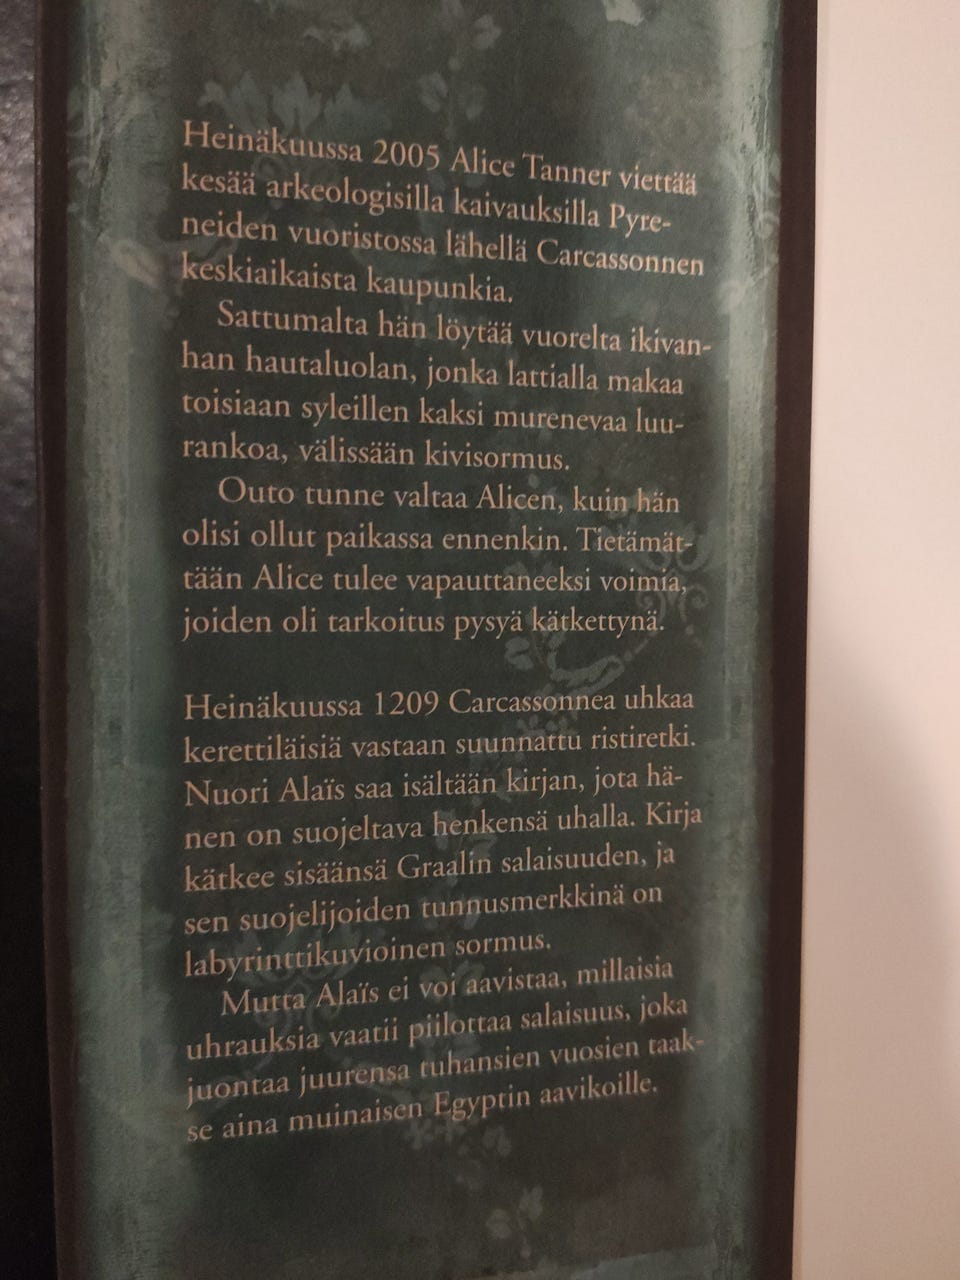 Heinäkuussa 2005 Alice Tanner viettää
kesää arkeologisilla kaivauksilla Pyre-
neiden vuoristossa lähellä Carcassonnen
keskiaikaista kaupunkia.
Sattumalta hän löytää vuorelta ikivan-
han hautaluolan, jonka lattialla makaa
toisiaan syleillen kaksi murenevaa luu-
rankoa, välissään kivisormus.
Outo tunne valtaa Alicen, kuin hän
olisi ollut paikassa ennenkin. Tietämät-
tään Alice tulee vapauttaneeksi voimia,
joiden oli tarkoitus pysyä kätkettynä.
Heinäkuussa 1209 Carcassonnea uhkaa
kerettiläisiä vastaan suunnattu ristiretki.
Nuori Alaïs saa isältään kirjan, jota hä-
nen on suojeltava henkensä uhalla. Kirja
kätkee sisäänsä Graalin salaisuuden, ja
sen suojelijoiden tunnusmerkkinä on
labyrinttikuvioinen sormus.
Mutta Alaïs ei voi aavistaa, millaisia
uhrauksia vaatii piilottaa salaisuus, joka
juontaa juurensa tuhansien vuosien taak-
se aina muinaisen Egyptin aavikoille.